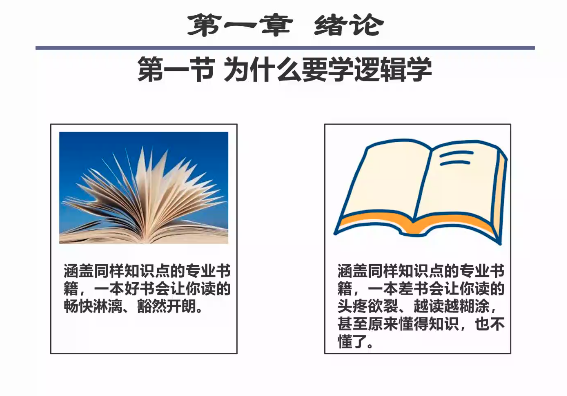 第一章 绪论
第一节 为什么要学逻辑学
涵盖同样知识点的专业书
籍，一本好书会让你读的
畅快淋漓、豁然开朗。
涵盖同样知识点的专业书
籍，一本差书会让你读的
头疼欲裂、越读越糊涂，
甚至原来懂得知识，也不
懂了。